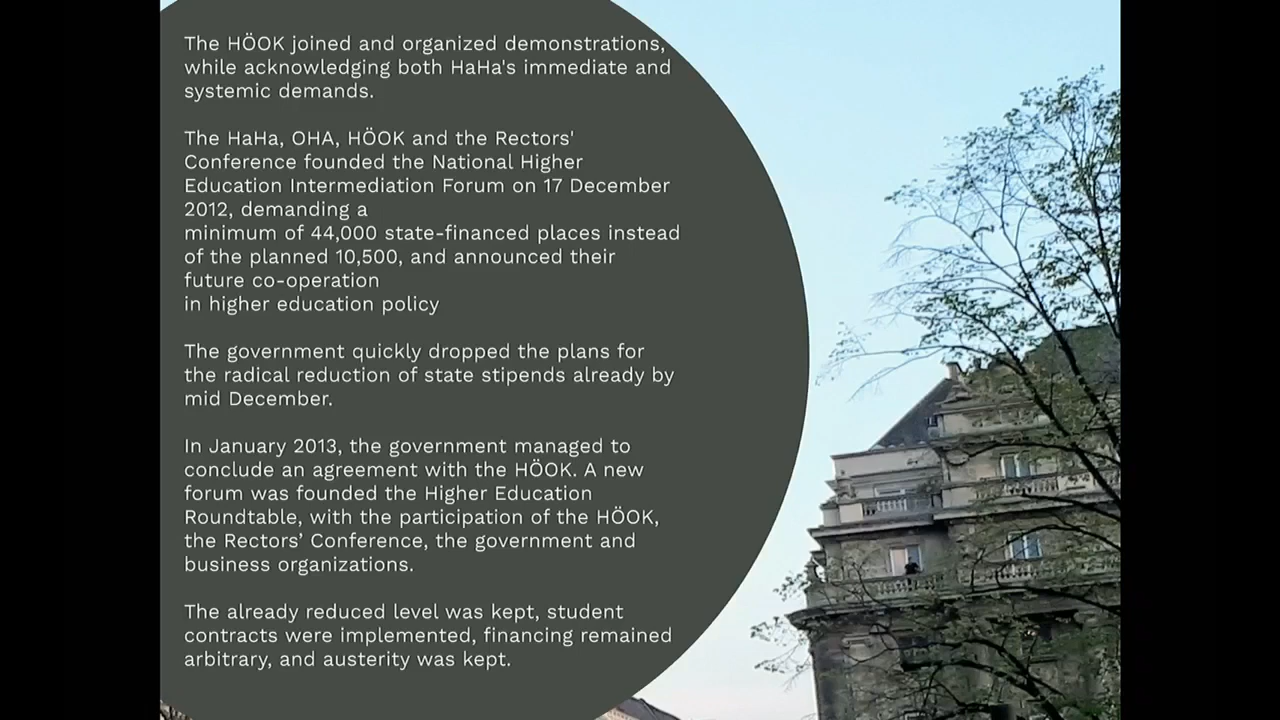 The HÖOK joined and organized demonstrations,
while acknowledging both HaHa's immediate and
systemic demands.
The HaHa, OHA, HÖOK and the Rectors'
Conference founded the National Higher
Education Intermediation Forum on 17 December
2012, demanding a
minimum of 44,000 state-financed places instead
of the planned 10,500, and announced their
future co-operation
in higher education policy
The government quickly dropped the plans for
the radical reduction of state stipends already by
mid December.
In January 2013, the government managed to
conclude an agreement with the HÖOK. A new
forum was founded the Higher Education
Roundtable, with the participation of the HÖOK,
the Rectors’ Conference, the government and
business organizations.
The already reduced level was kept, student
contracts were implemented, financing remained
arbitrary, and austerity was kept.